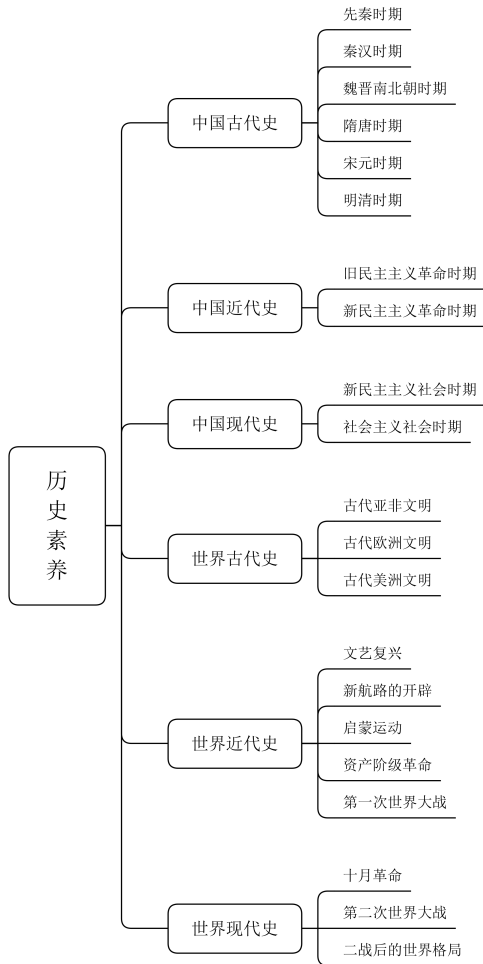 历史素养
中国古代史
先秦时期
秦汉时期
魏晋南北朝时期
隋唐时期
宋元时期
明清时期
中国近代史
旧民主主义革命时期
新民主主义革命时期
中国现代史
新民主主义社会时期
社会主义社会时期
世界古代史
古代亚非文明
古代欧洲文明
古代美洲文明
世界近代史
文艺复兴
新航路的开辟
启蒙运动
资产阶级革命
第一次世界大战
世界现代史
十月革命
第二次世界大战
二战后的世界格局